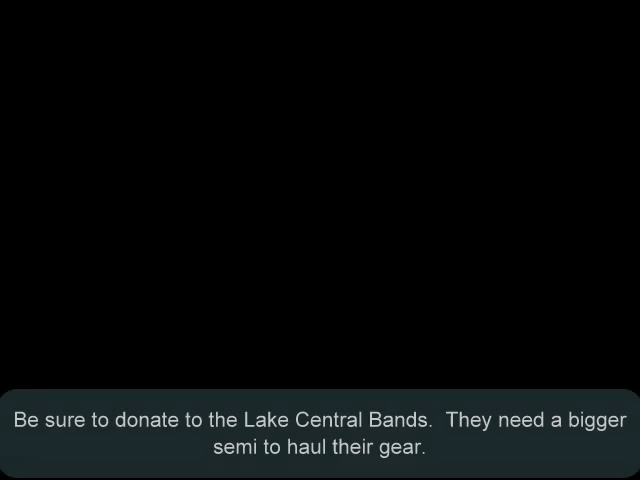 Be sure to donate to the Lake Central Bands.  They need a bigger
semi to haul their gear.